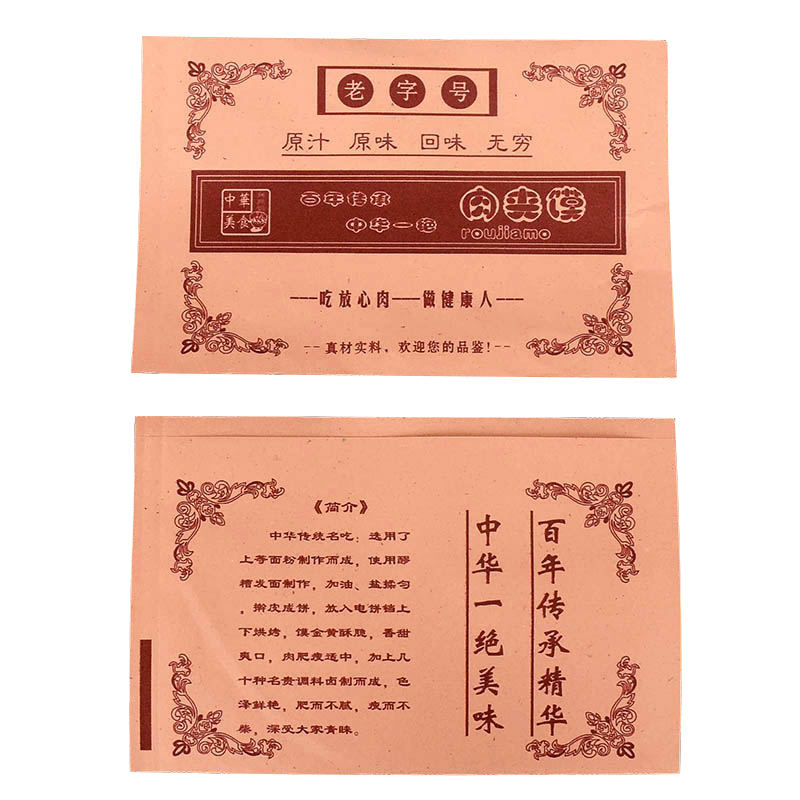 老字号
原汁 原味 回味 无穷
中華
美食
百年传承
中华一绝
肉夹馍
roujiamo
---吃放心肉---做健康人---
--真材实料，欢迎您的品鉴！--
《简介》
中华传统名吃：选用了
上等面粉制作而成，使用醪
糟发面制作，加油、盐揉匀
，擀皮成饼，放入电饼铛上
下烘烤，馍金黄酥脆，香甜
爽口，肉肥瘦适中，加上几
十种名贵调料卤制而成，色
泽鲜艳，肥而不腻，瘦而不
柴，深受大家青睐。
百年传承精华
中华一绝美味